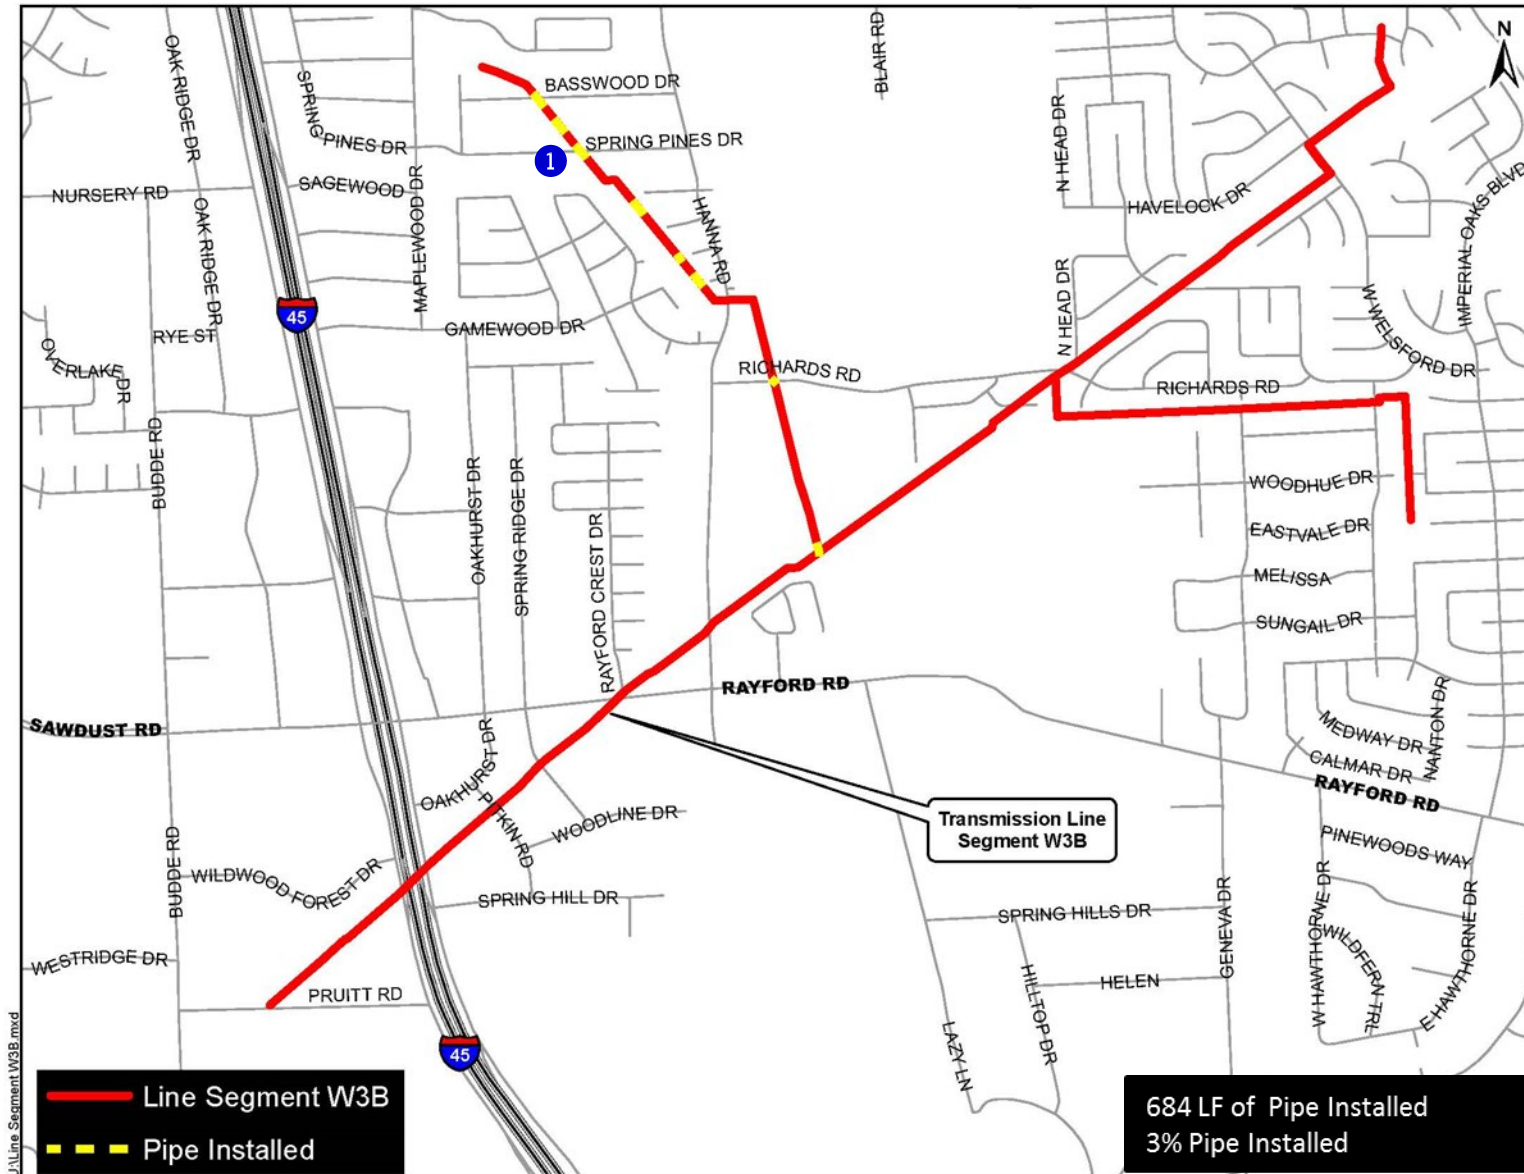 N
BLAIR RD
OAK RIDGE DR
SPRING PINES DR
BASSWOOD DR
SPRING PINES DR
1
N HEAD DR
NURSERY RD
SAGEWOOD
MAPLEWOOD DR
OAK RIDGE DR
HANNA RD
HAVELOCK DR
IMPERIAL OAKS BLVD
N HEAD DR
W WELSFORD DR
45
RYE ST
GAMEWOOD DR
OVERLAKE DR
RICHARDS RD
RICHARDS RD
BUDDE RD
OAKHURST DR
SPRING RIDGE DR
RAYFORD CREST DR
WOODHUE DR
EASTVALE DR
MELISSA
SUNGAIL DR
RAYFORD RD
SAWDUST RD
OAKHURST DR
PITKIN RD
WOODLINE DR
MEDWAY DR
NANTON DR
CALMAR DR
RAYFORD RD
Transmission Line
Segment W3B
PINEWOODS WAY
BUDDE RD
WILDWOOD FOREST DR
SPRING HILL DR
SPRING HILLS DR
GENEVA DR
W HAWTHORNE DR
WILDFERN TRL
E HAWTHORNE DR
WESTRIDGE DR
PRUITT RD
HILLTOP DR
HELEN
LAZY LN
45
Line Segment W3B
Pipe Installed
684 LF of Pipe Installed
3% Pipe Installed
J:\Line Segment W3B.mxd